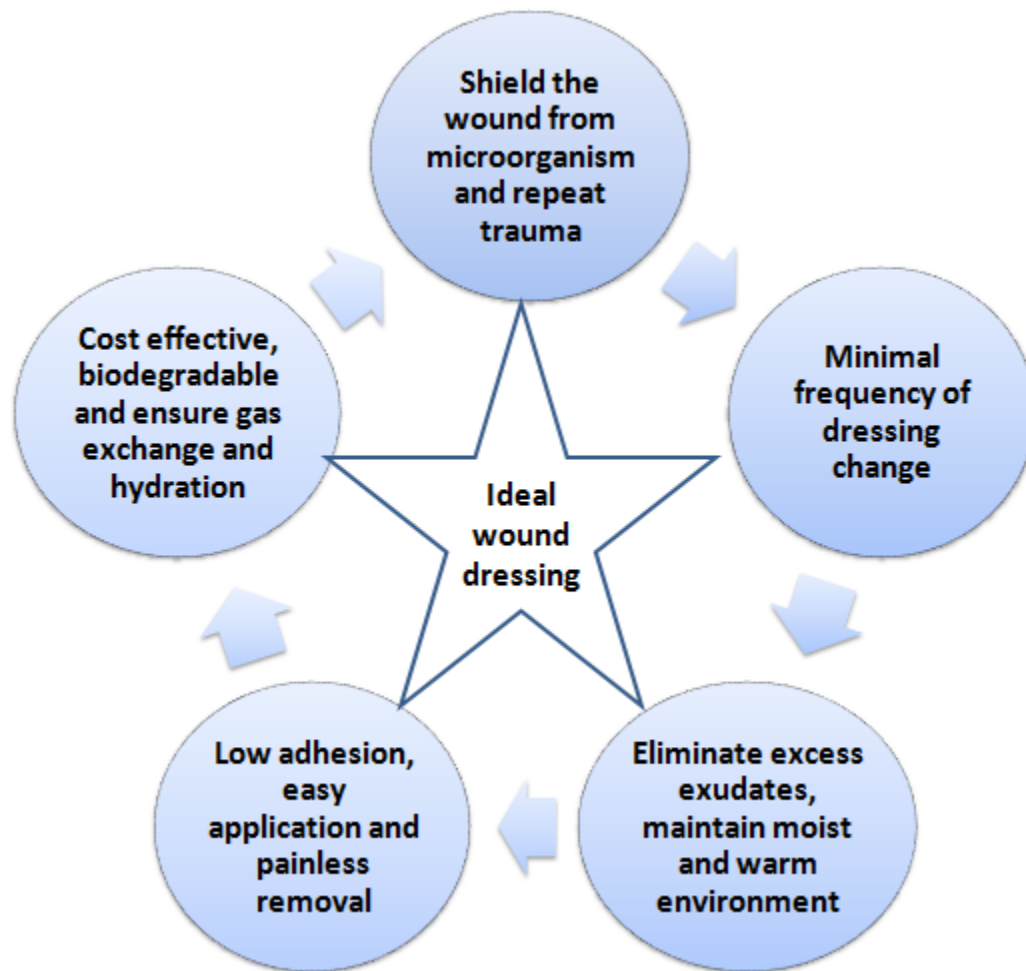 Shield the
wound from
microorganism
and repeat
trauma
Minimal
frequency of
dressing
change
Eliminate excess
exudates,
maintain moist
and warm
environment
Low adhesion,
easy
application and
painless
removal
Cost effective,
biodegradable
and ensure gas
exchange and
hydration
Ideal
wound
dressing